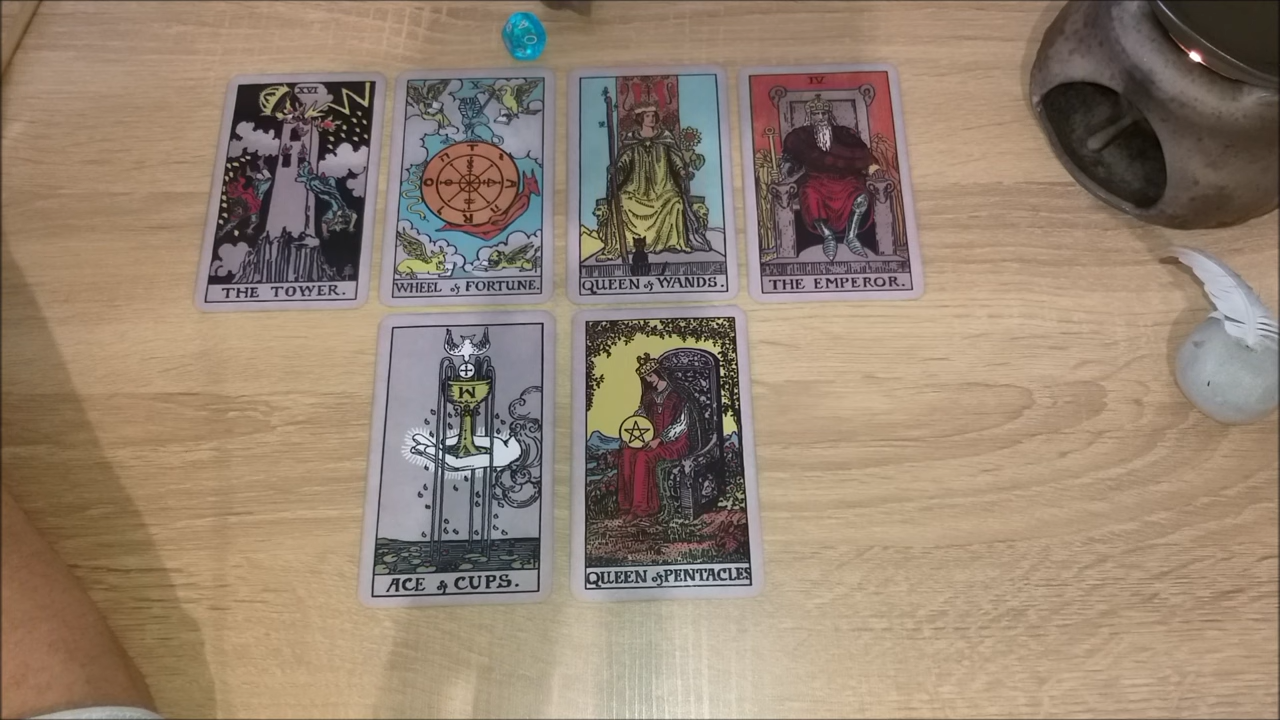 XVI
THE TOWER.
X
WHEEL of FORTUNE.
QUEEN of WANDS.
IV
THE EMPEROR.
ACE of CUPS.
QUEEN of PENTACLES